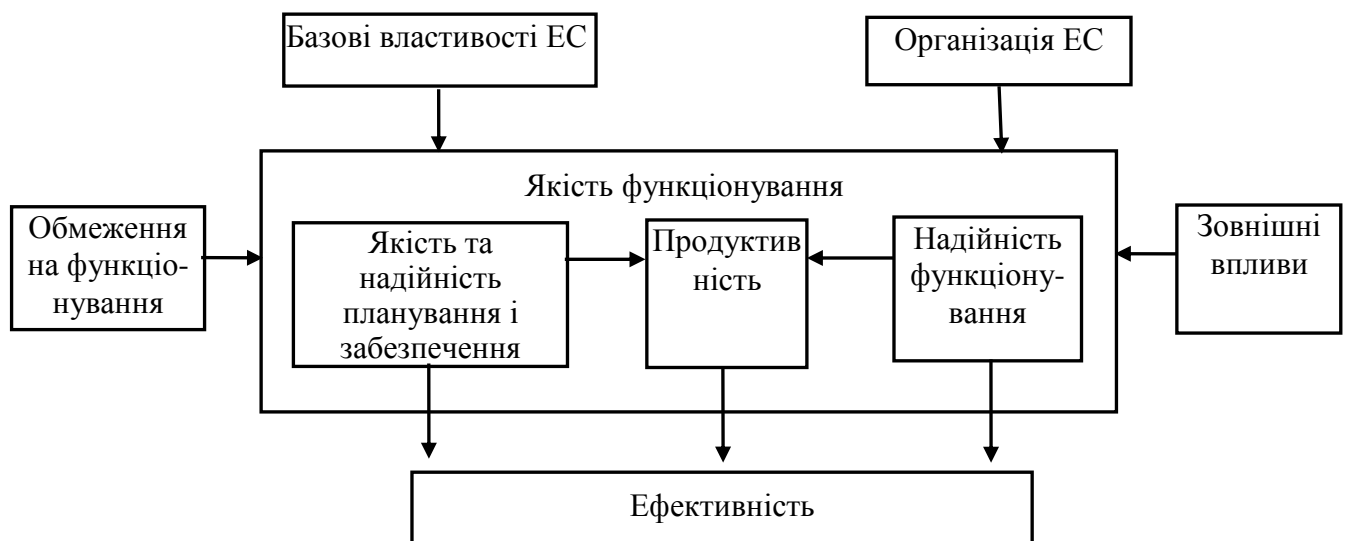 Базові властивості ЕС
Організація ЕС
Якість функціонування
Обмеження
на функціо-
нування
Якість та
надійність
планування і
забезпечення
Продуктив
ність
Надійність
функціону-
вання
Зовнішні
впливи
Ефективність